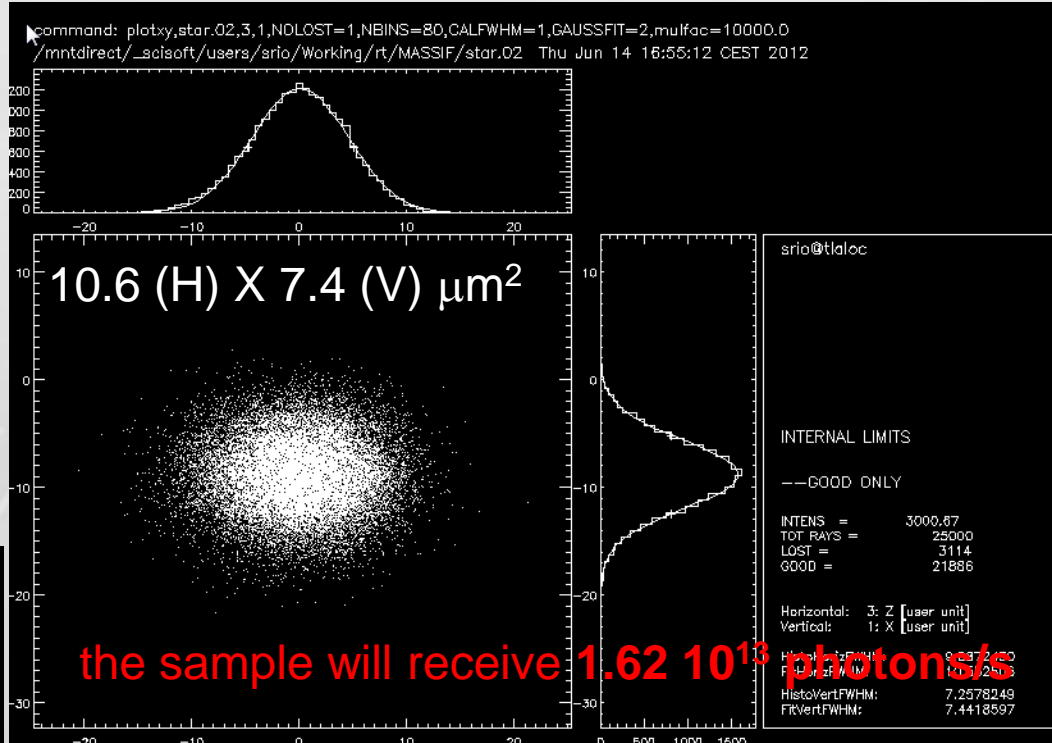 command: plotxy,star.02,3,1,NOLOST=1,NBINS=80,CALFWHM=1,GAUSSFIT=2,mulfac=10000.0
/mntdirect/_scisoft/users/srio/Working/rt/MASSIF/star.02 Thu Jun 14 16:55:12 CEST 2012
800
600
400
200
0
-20 -10 0 10 20
srio@tlaloc
10 10
10.6 (H) X 7.4 (V) μm²
0 0
INTERNAL LIMITS
-10 -10
--GOOD ONLY
INTENS = 3000.67
TOT RAYS = 25000
LOST = 3114
GOOD = 21886
-20 -20
Horizontal: 3: Z [user unit]
Vertical: 1: X [user unit]
the sample will receive 1.62 10¹³ photons/s
HistoVertFWHM: 7.2578249
FitVertFWHM: 7.4418597
-30 -30
-20 -10 0 10 20 0 500 1000 1500